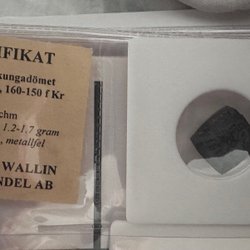 IFIKAT
kungadömet
, 160-150 f Kr
chm
1.2-1,7 gram
, metallfel
WALLIN
NDEL AB